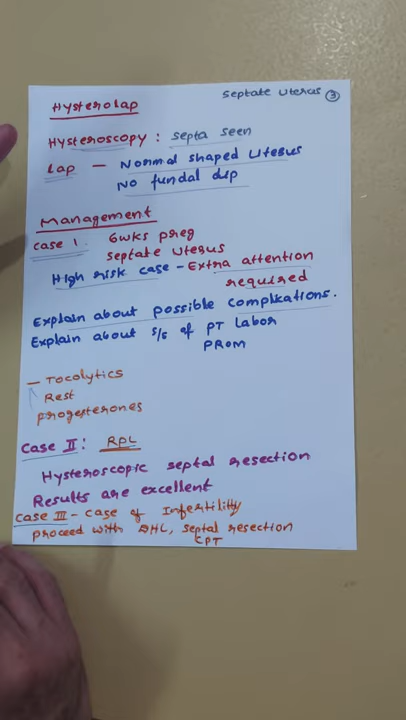 Septate Uterus ③
Hysterolap
Hysteroscopy : septa seen
Lap — Normal shaped Uterus
No fundal dep
Management
Case 1. 6wks preg
septate uterus
High risk case - Extra attention
required
Explain about possible complications.
Explain about s/s of PT Labor
PROM
— Tocolytics
Rest
progesterones
Case II : RPL
Hysteroscopic septal resection
Results are excellent
Case III - Case of Infertility
proceed with DHL, septal resection
CPT